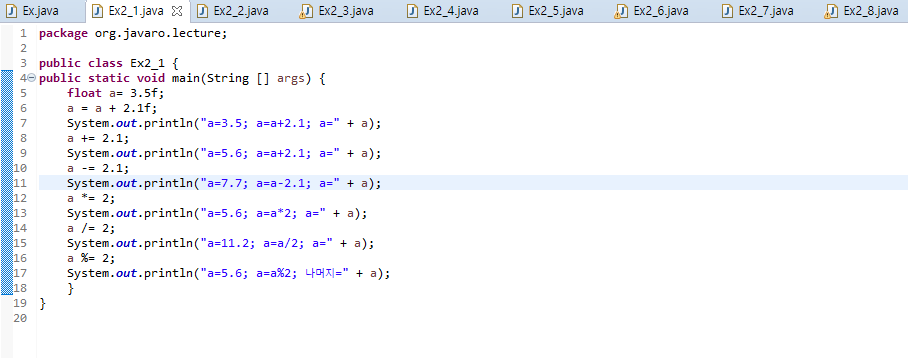 Ex.java Ex2_1.java Ex2_2.java Ex2_3.java Ex2_4.java Ex2_5.java Ex2_6.java Ex2_7.java Ex2_8.java
1 package org.javaro.lecture;
2
3 public class Ex2_1 {
4 public static void main(String [] args) {
5 float a= 3.5f;
6 a = a + 2.1f;
7 System.out.println("a=3.5; a=a+2.1; a=" + a);
8 a += 2.1;
9 System.out.println("a=5.6; a=a+2.1; a=" + a);
10 a -= 2.1;
11 System.out.println("a=7.7; a=a-2.1; a=" + a);
12 a *= 2;
13 System.out.println("a=5.6; a=a*2; a=" + a);
14 a /= 2;
15 System.out.println("a=11.2; a=a/2; a=" + a);
16 a %= 2;
17 System.out.println("a=5.6; a=a%2; 나머지=" + a);
18 }
19 }
20